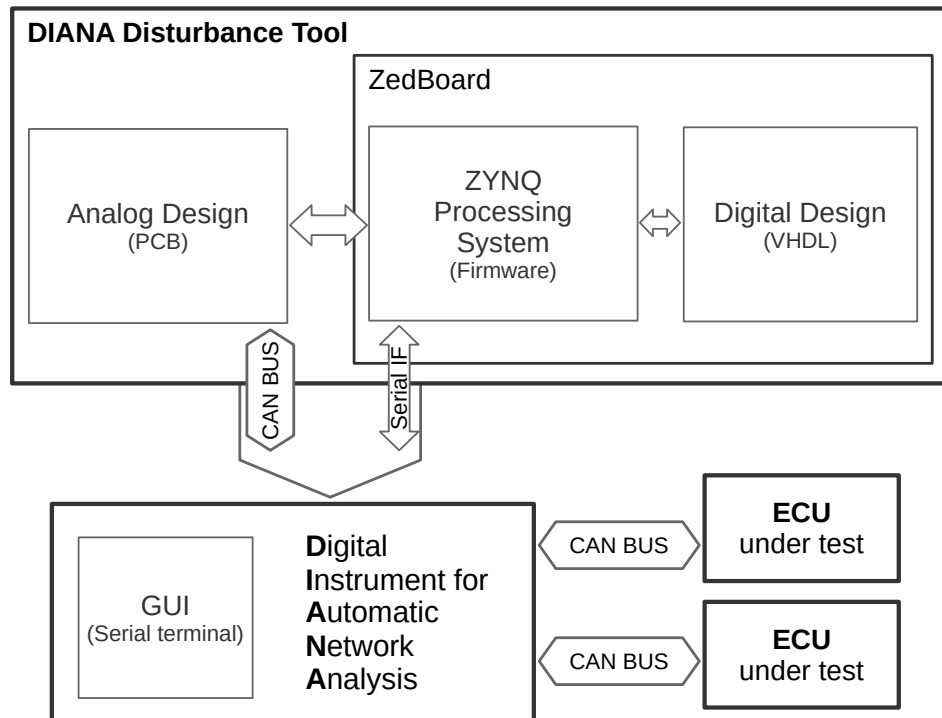 DIANA Disturbance Tool
ZedBoard
Analog Design
(PCB)
ZYNQ
Processing
System
(Firmware)
Digital Design
(VHDL)
CAN BUS
Serial IF
GUI
(Serial terminal)
Digital
Instrument for
Automatic
Network
Analysis
CAN BUS
ECU
under test
CAN BUS
ECU
under test